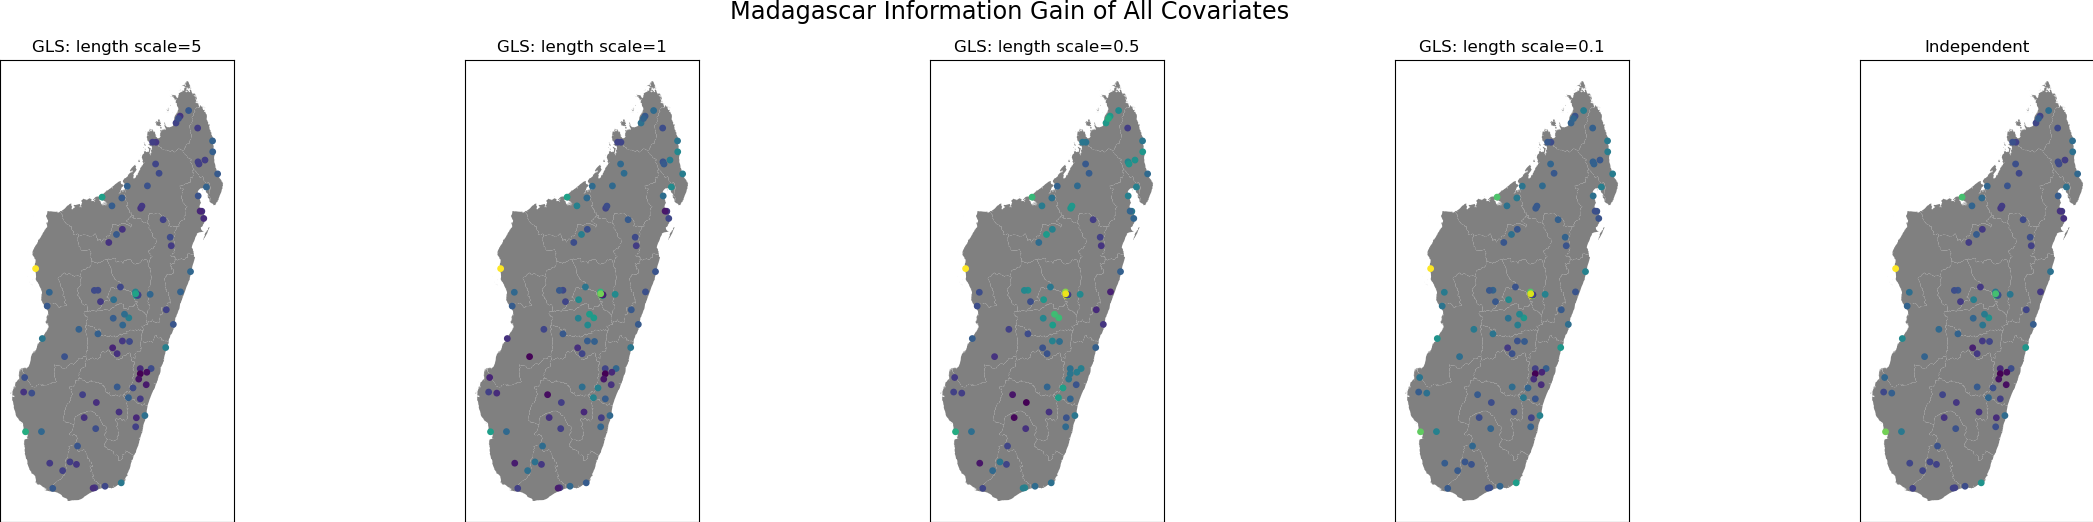 Madagascar Information Gain of All Covariates
GLS: length scale=5
GLS: length scale=1
GLS: length scale=0.5
GLS: length scale=0.1
Independent